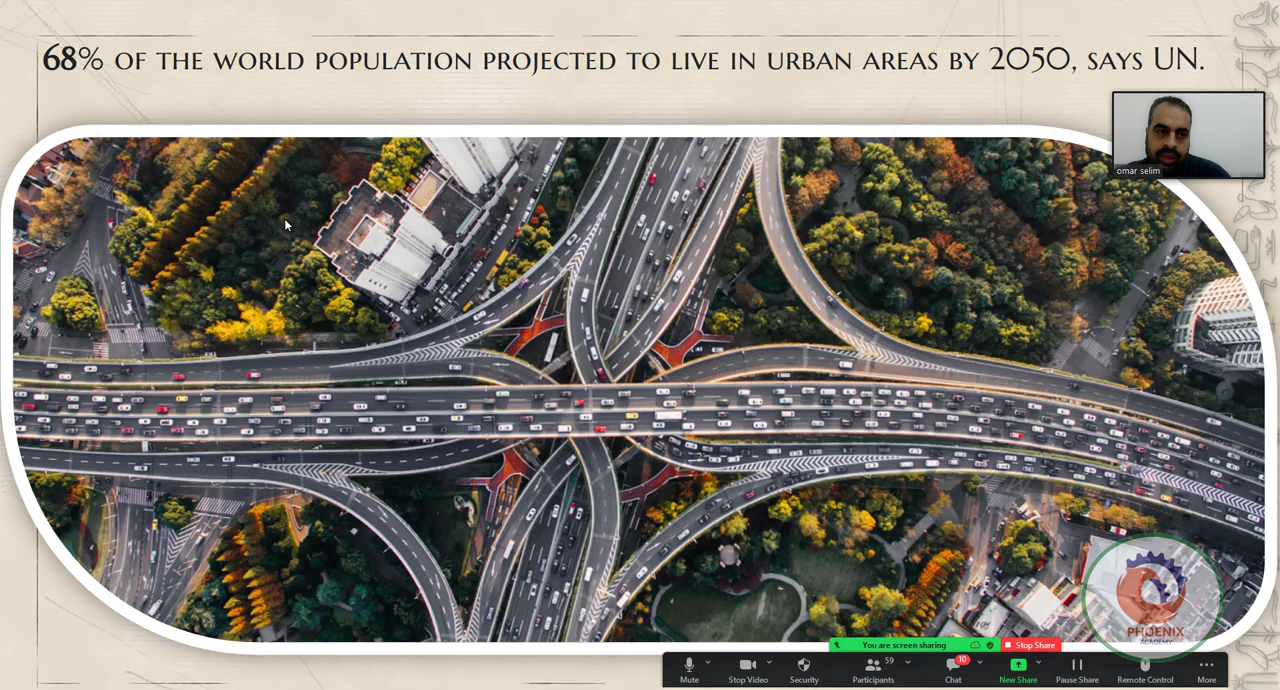 68% OF THE WORLD POPULATION PROJECTED TO LIVE IN URBAN AREAS BY 2050, SAYS UN.
omar selim
PHOENIX
ACADEMY
You are screen sharing
Stop Share
59
10
Mute
Stop Video
Security
Participants
Chat
New Share
Pause Share
Remote Control
More